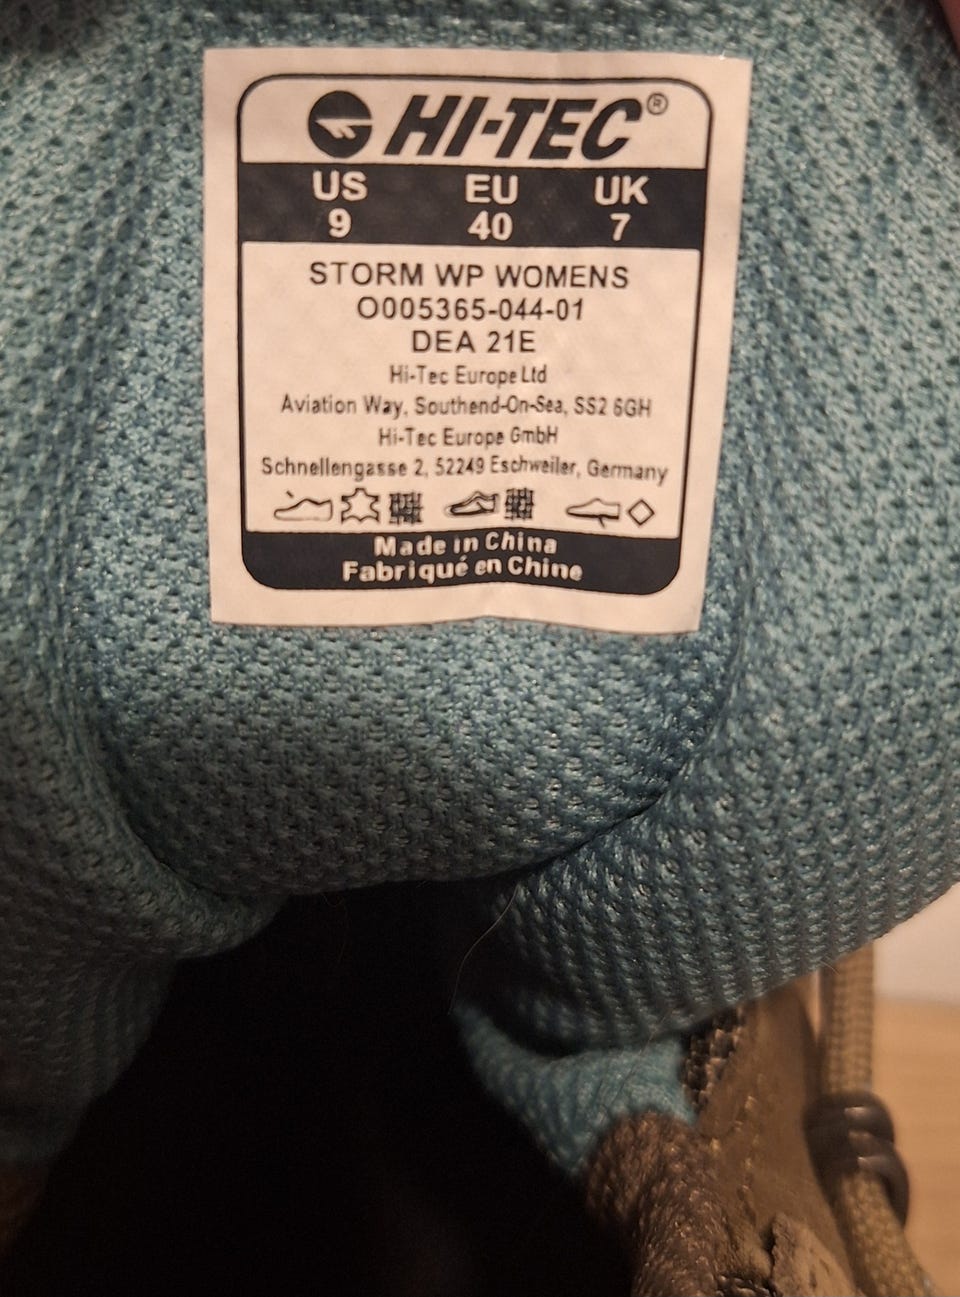 HI-TEC®
US EU UK
9 40 7
STORM WP WOMENS
O005365-044-01
DEA 21E
Hi-Tec Europe Ltd
Aviation Way, Southend-On-Sea, SS2 6GH
Hi-Tec Europe GmbH
Schnellengasse 2, 52249 Eschweiler, Germany
Made in China
Fabriqué en Chine